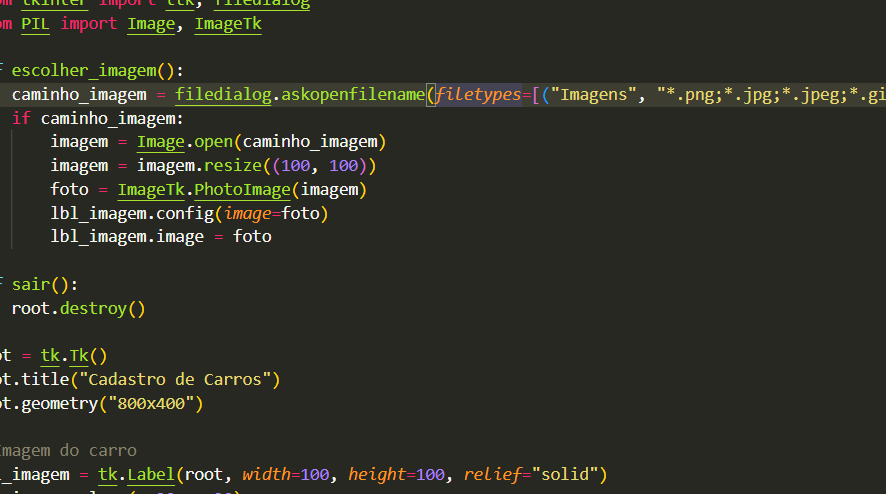 om tkinter import ttk, filedialog
om PIL import Image, ImageTk
f escolher_imagem():
caminho_imagem = filedialog.askopenfilename(filetypes=[("Imagens", "*.png;*.jpg;*.jpeg;*.gi
if caminho_imagem:
imagem = Image.open(caminho_imagem)
imagem = imagem.resize((100, 100))
foto = ImageTk.PhotoImage(imagem)
lbl_imagem.config(image=foto)
lbl_imagem.image = foto
f sair():
root.destroy()
ot = tk.Tk()
ot.title("Cadastro de Carros")
ot.geometry("800x400")
Imagem do carro
l_imagem = tk.Label(root, width=100, height=100, relief="solid")